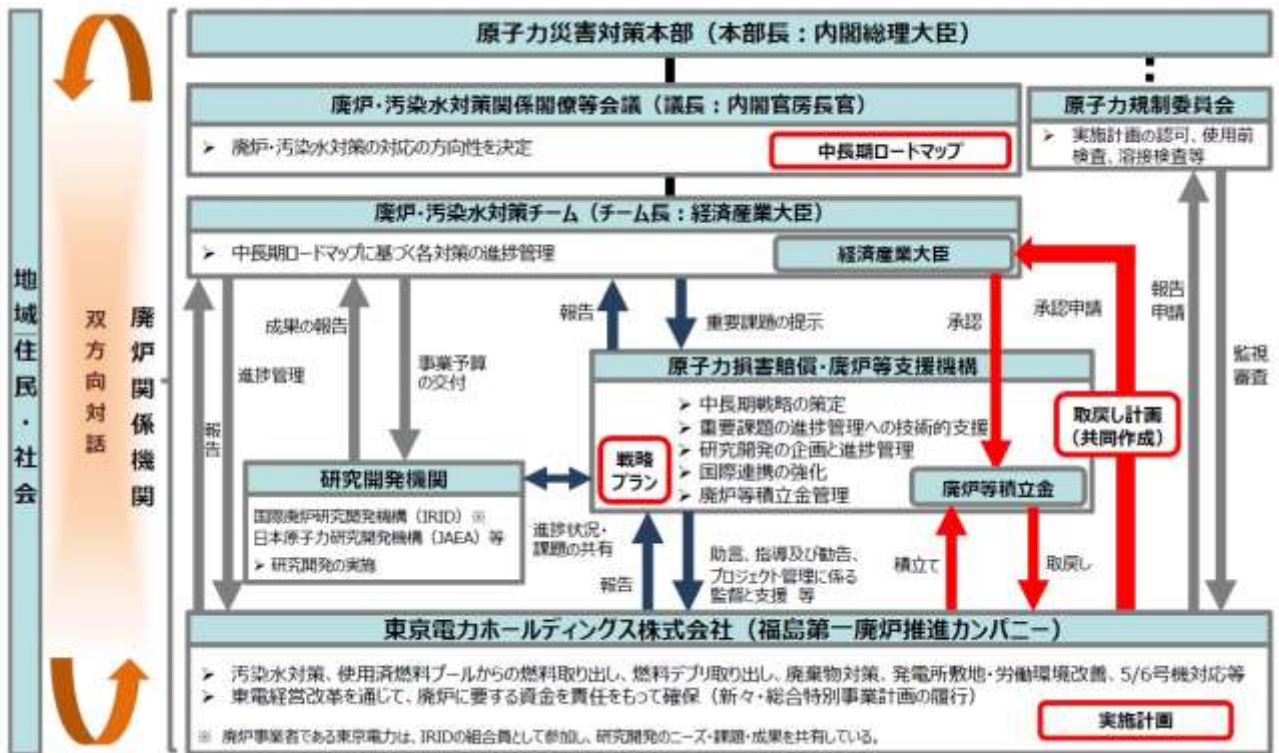 原子力災害対策本部（本部長：内閣総理大臣）
廃炉・汚染水対策関係閣僚等会議（議長：内閣官房長官）
➢ 廃炉・汚染水対策の対応の方向性を決定
中長期ロードマップ
原子力規制委員会
➢ 実施計画の認可、使用前
検査、溶接検査等
廃炉・汚染水対策チーム（チーム長：経済産業大臣）
➢ 中長期ロードマップに基づく各対策の進捗管理
経済産業大臣
地域住民・社会
双方向対話
廃炉関係機関
報告
進捗管理
成果の報告
事業予算
の交付
報告
重要課題の提示
承認
承認申請
報告
申請
監視
審査
原子力損害賠償・廃炉等支援機構
➢ 中長期戦略の策定
➢ 重要課題の進捗管理への技術的支援
➢ 研究開発の企画と進捗管理
➢ 国際連携の強化
➢ 廃炉等積立金管理
戦略
プラン
廃炉等積立金
取戻し計画
（共同作成）
研究開発機関
国際廃炉研究開発機構（IRID）※
日本原子力研究開発機構（JAEA）等
➢ 研究開発の実施
進捗状況・
課題の共有
報告
助言、指導及び勧告、
プロジェクト管理に係る
監督と支援 等
積立て
取戻し
東京電力ホールディングス株式会社（福島第一廃炉推進カンパニー）
➢ 汚染水対策、使用済燃料プールからの燃料取り出し、燃料デブリ取り出し、廃棄物対策、発電所敷地・労働環境改善、5/6号機対応等
➢ 東電経営改革を通じて、廃炉に要する資金を責任をもって確保（新々・総合特別事業計画の履行）
実施計画
※ 廃炉事業者である東京電力は、IRIDの組合員として参加し、研究開発のニーズ・課題・成果を共有している。